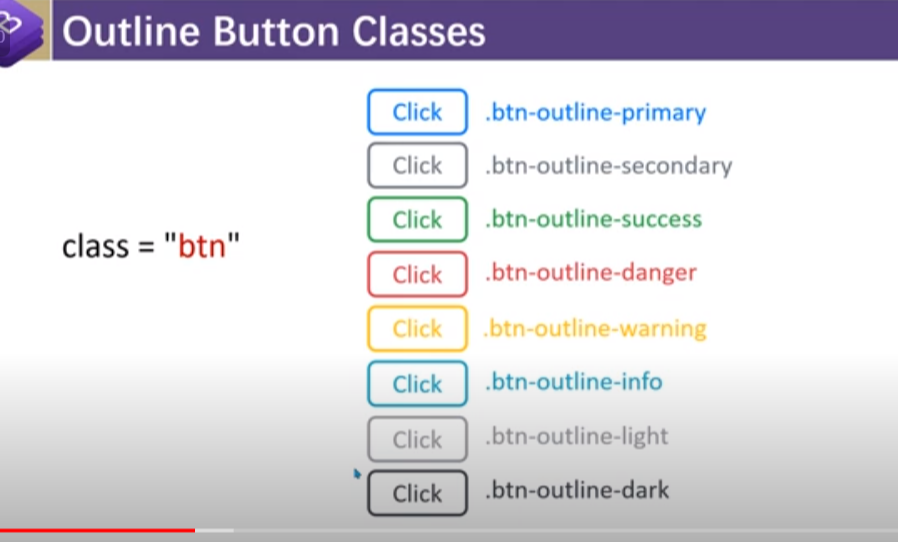 Outline Button Classes
Click .btn-outline-primary
Click .btn-outline-secondary
Click .btn-outline-success
class = "btn"
Click .btn-outline-danger
Click .btn-outline-warning
Click .btn-outline-info
Click .btn-outline-light
Click .btn-outline-dark